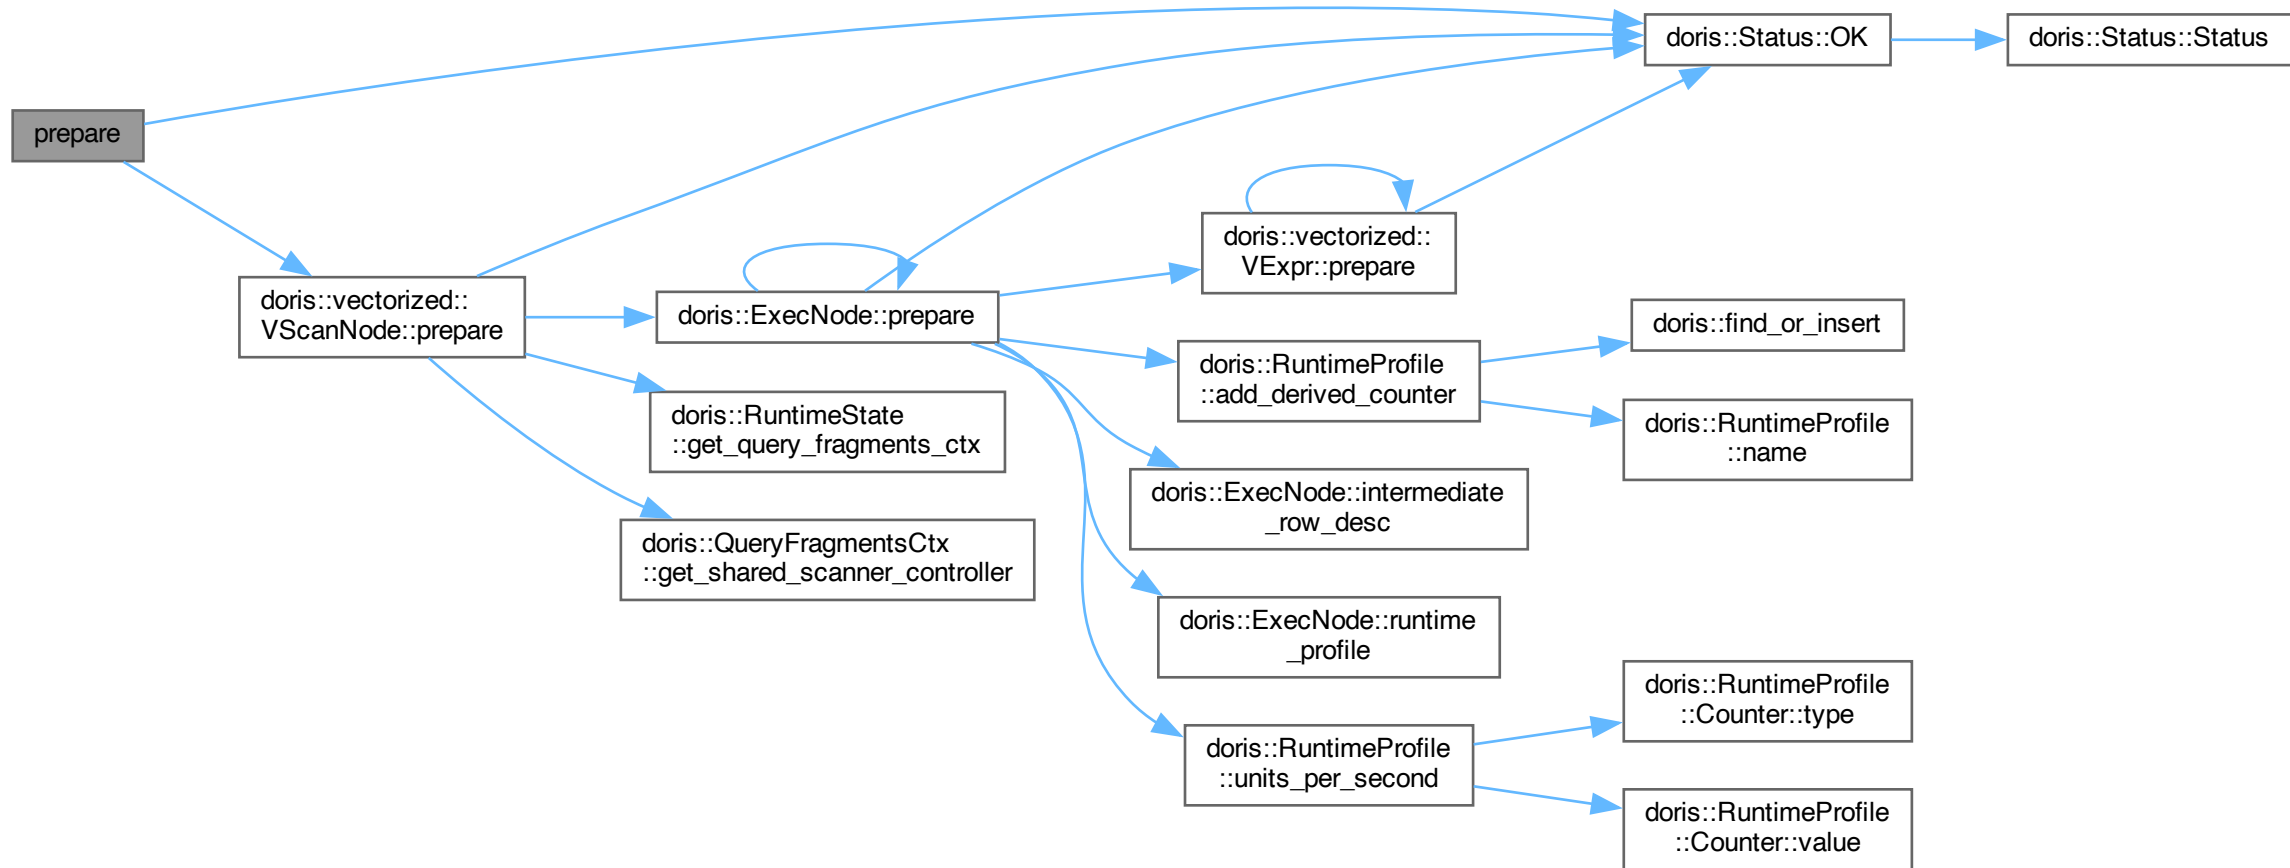 prepare
doris::vectorized::
VScanNode::prepare
doris::ExecNode::prepare
doris::RuntimeState
::get_query_fragments_ctx
doris::QueryFragmentsCtx
::get_shared_scanner_controller
doris::vectorized::
VExpr::prepare
doris::RuntimeProfile
::add_derived_counter
doris::ExecNode::intermediate
_row_desc
doris::ExecNode::runtime
_profile
doris::RuntimeProfile
::units_per_second
doris::Status::OK
doris::find_or_insert
doris::RuntimeProfile
::name
doris::RuntimeProfile
::Counter::type
doris::RuntimeProfile
::Counter::value
doris::Status::Status